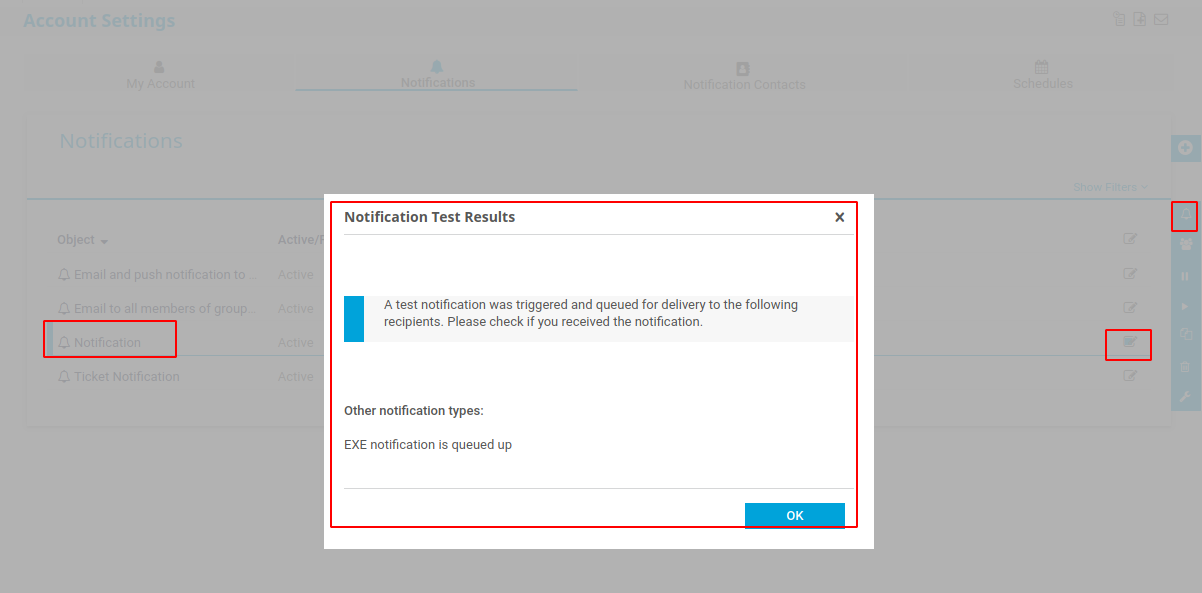 Account Settings
My Account
Notifications
Notification Contacts
Schedules
Notifications
Show Filters
Object
Active/
Email and push notification to ...
Active
Email to all members of group...
Active
Notification
Active
Ticket Notification
Active
Notification Test Results
A test notification was triggered and queued for delivery to the following
recipients. Please check if you received the notification.
Other notification types:
EXE notification is queued up
OK